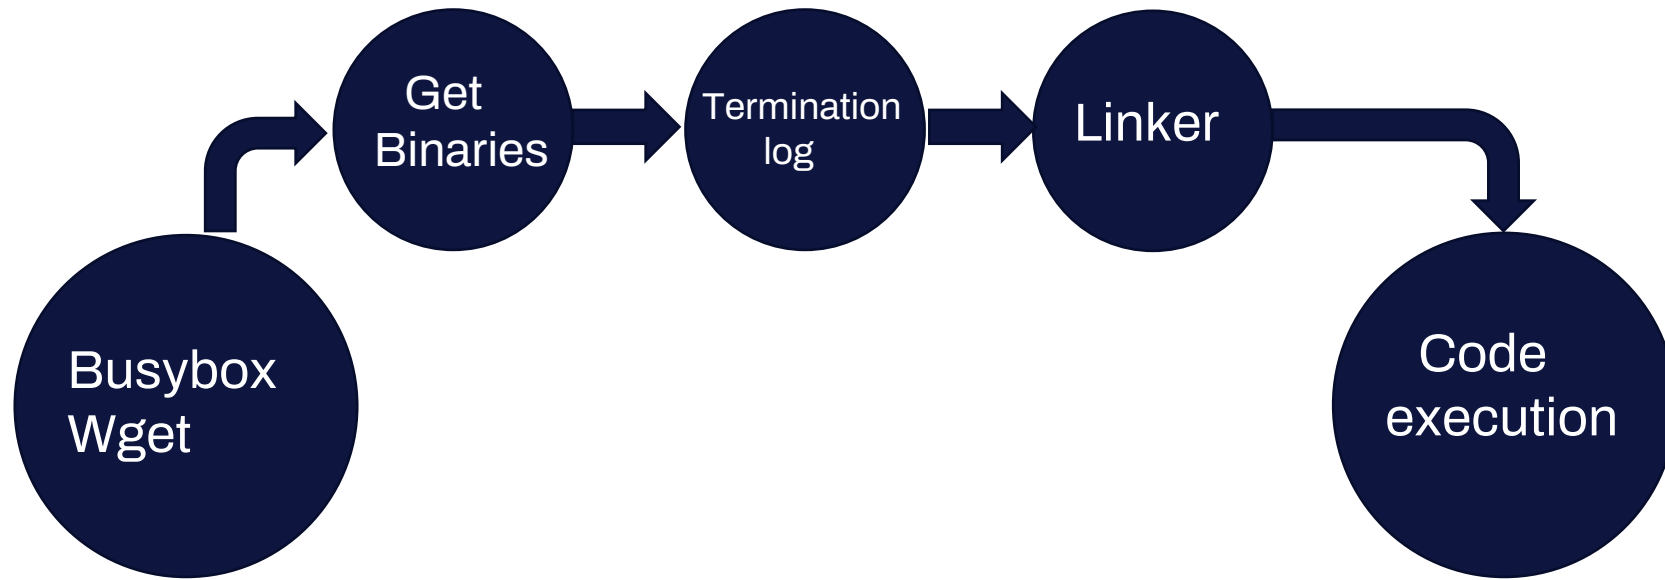 Busybox
Wget
Get
Binaries
Termination
log
Linker
Code
execution